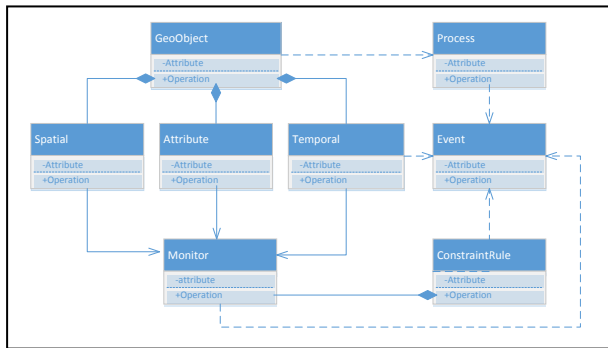 GeoObject
-Attribute
+Operation
Process
-Attribute
+Operation
Spatial
-Attribute
+Operation
Attribute
-Attribute
+Operation
Temporal
-Attribute
+Operation
Event
-Attribute
+Operation
Monitor
-attribute
+Operation
ConstraintRule
-Attribute
+Operation